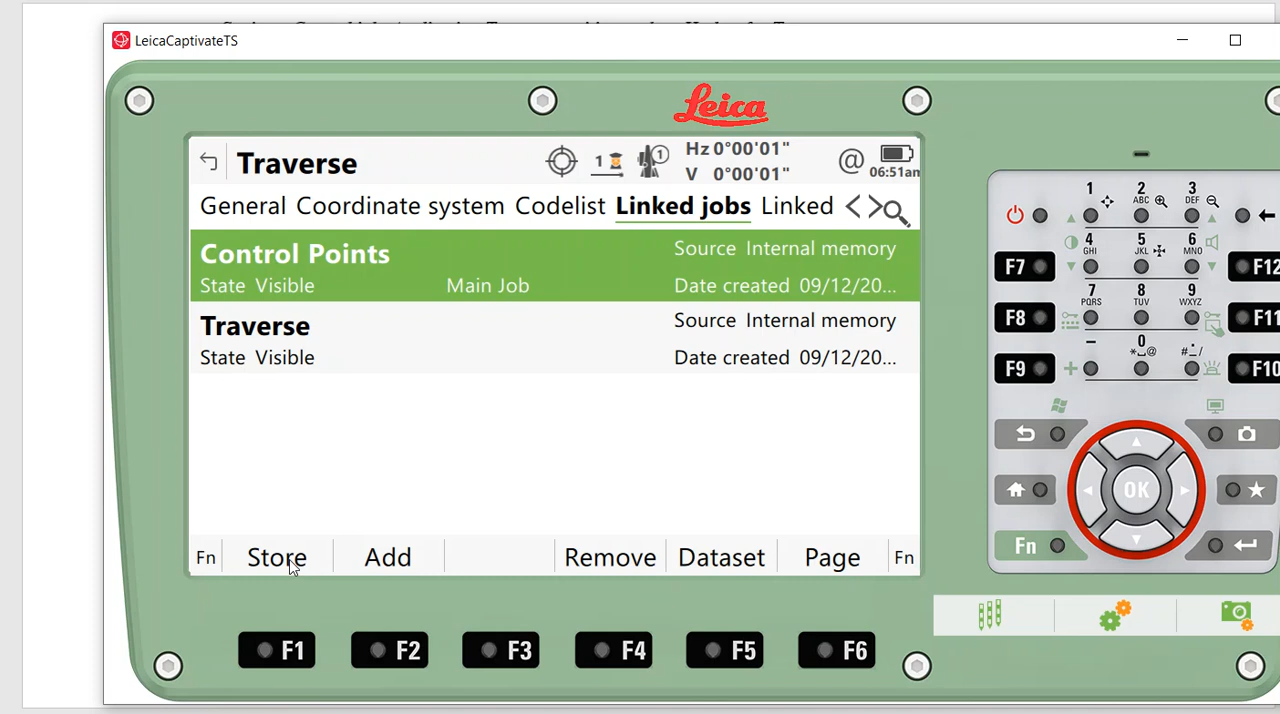 LeicaCaptivateTS
Leica
Traverse
1
1
Hz 0°00'01"
V 0°00'01"
@
06:51am
General Coordinate system Codelist Linked jobs Linked < >
Control Points
Source Internal memory
State Visible
Main Job
Date created 09/12/20...
Traverse
Source Internal memory
State Visible
Date created 09/12/20...
Fn Store Add Remove Dataset Page Fn
F1 F2 F3 F4 F5 F6
1
2
ABC
3
DEF
4
GHI
5
JKL
6
MNO
F7
F12
7
PQRS
8
TUV
9
WXYZ
F8
F11
0
*⎵@
#./
F9
F10
OK
Fn